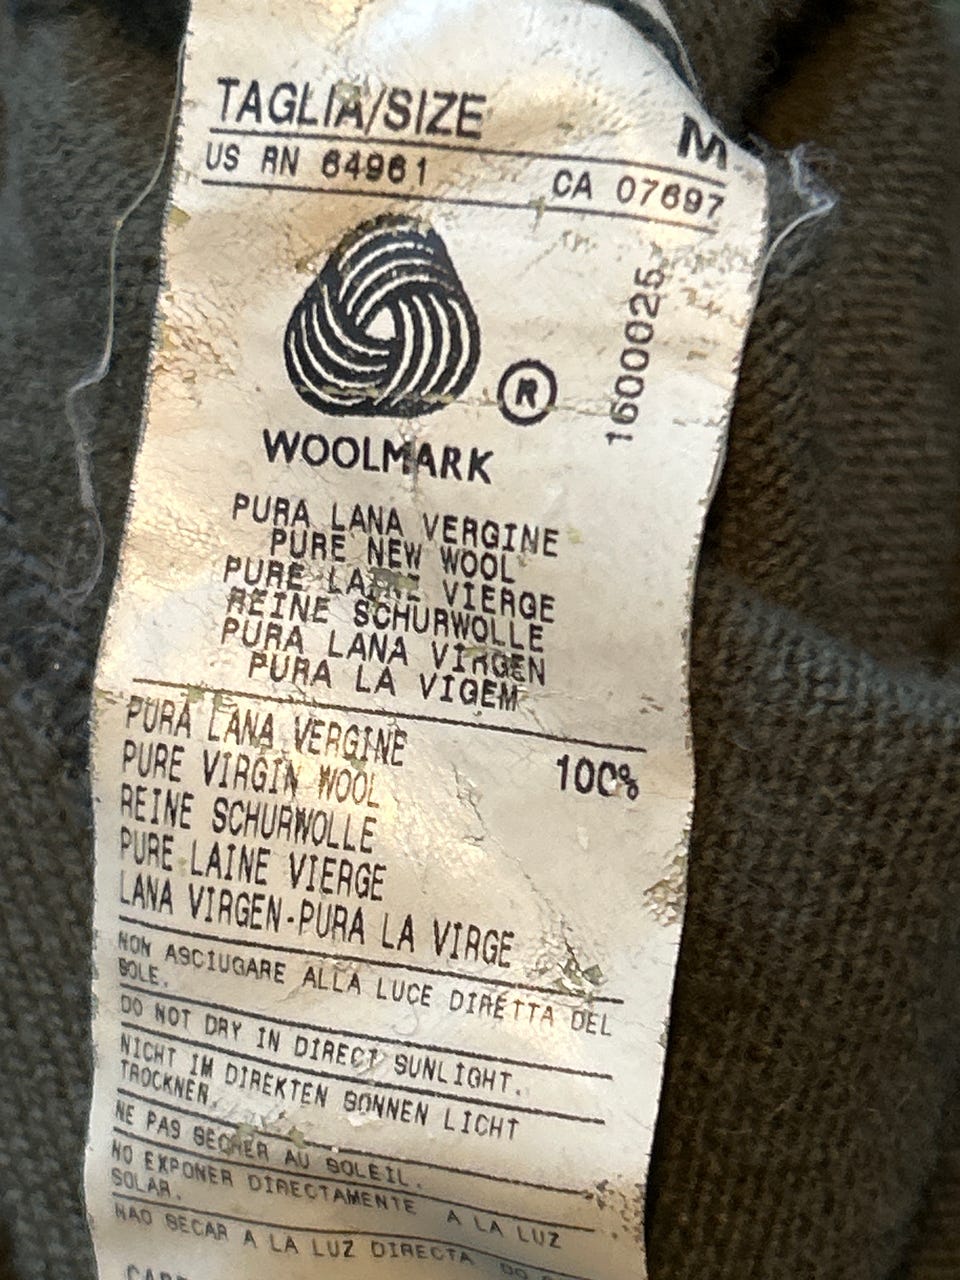 TAGLIA/SIZE M
US RN 64961 CA 07697
1600025
®
WOOLMARK
PURA LANA VERGINE
PURE NEW WOOL
PURE LAINE VIERGE
REINE SCHURWOLLE
PURA LANA VIRGEN
PURA LA VIGEM
PURA LANA VERGINE 100%
PURE VIRGIN WOOL
REINE SCHURWOLLE
PURE LAINE VIERGE
LANA VIRGEN-PURA LA VIRGE
NON ASCIUGARE ALLA LUCE DIRETTA DEL
SOLE.
DO NOT DRY IN DIRECT SUNLIGHT.
NICHT IM DIREKTEN SONNEN LICHT
TROCKNEN.
NE PAS SECHER AU SOLEIL.
NO EXPONER DIRECTAMENTE A LA LUZ
SOLAR.
NAO SECAR A LA LUZ DIRECTA DO